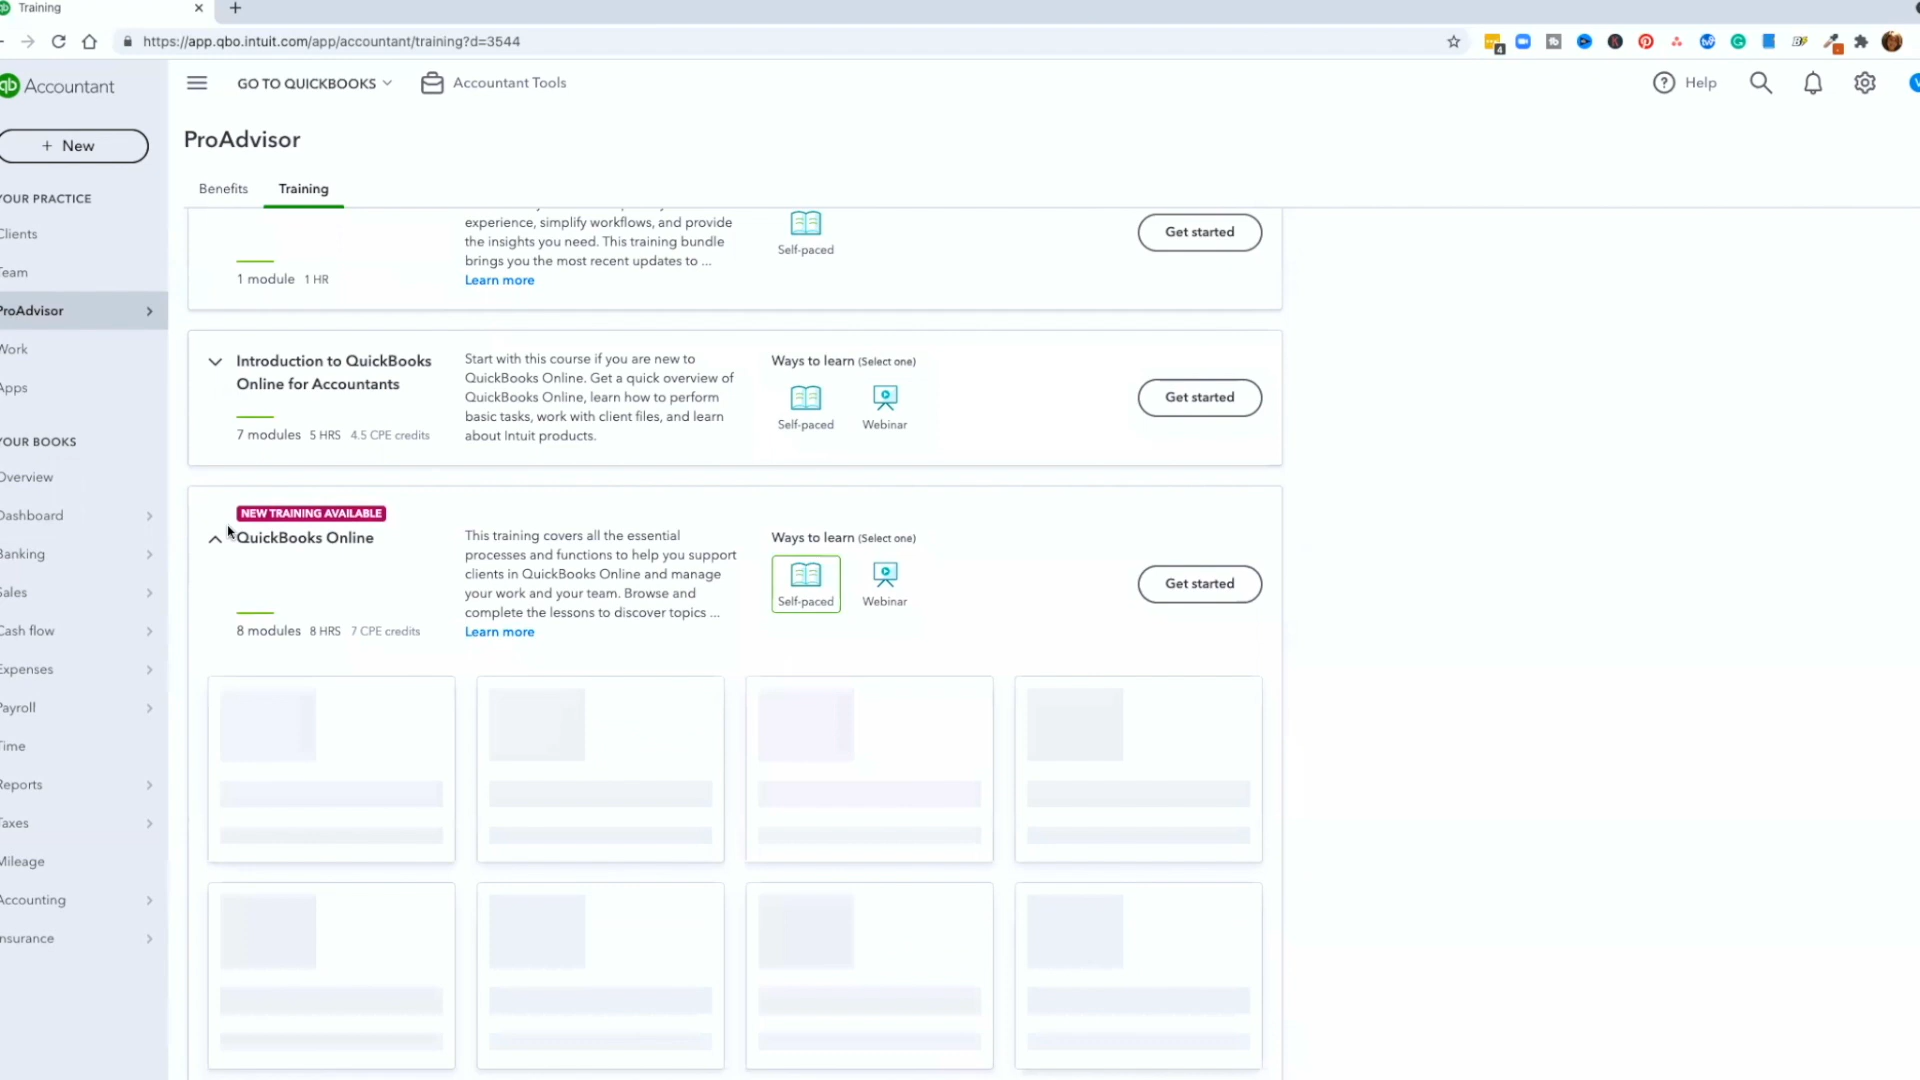 Training
https://app.qbo.intuit.com/app/accountant/training?d=3544
4
qb Accountant
GO TO QUICKBOOKS
Accountant Tools
Help
+ New
ProAdvisor
Benefits
Training
YOUR PRACTICE
Clients
Team
ProAdvisor
Work
Apps
YOUR BOOKS
Overview
Dashboard
Banking
Sales
Cash flow
Expenses
Payroll
Time
Reports
Taxes
Mileage
Accounting
Insurance
experience, simplify workflows, and provide
the insights you need. This training bundle
brings you the most recent updates to ...
Learn more
1 module 1 HR
Self-paced
Get started
Introduction to QuickBooks
Online for Accountants
7 modules 5 HRS 4.5 CPE credits
Start with this course if you are new to
QuickBooks Online. Get a quick overview of
QuickBooks Online, learn how to perform
basic tasks, work with client files, and learn
about Intuit products.
Ways to learn (Select one)
Self-paced
Webinar
Get started
NEW TRAINING AVAILABLE
QuickBooks Online
8 modules 8 HRS 7 CPE credits
This training covers all the essential
processes and functions to help you support
clients in QuickBooks Online and manage
your work and your team. Browse and
complete the lessons to discover topics ...
Learn more
Ways to learn (Select one)
Self-paced
Webinar
Get started